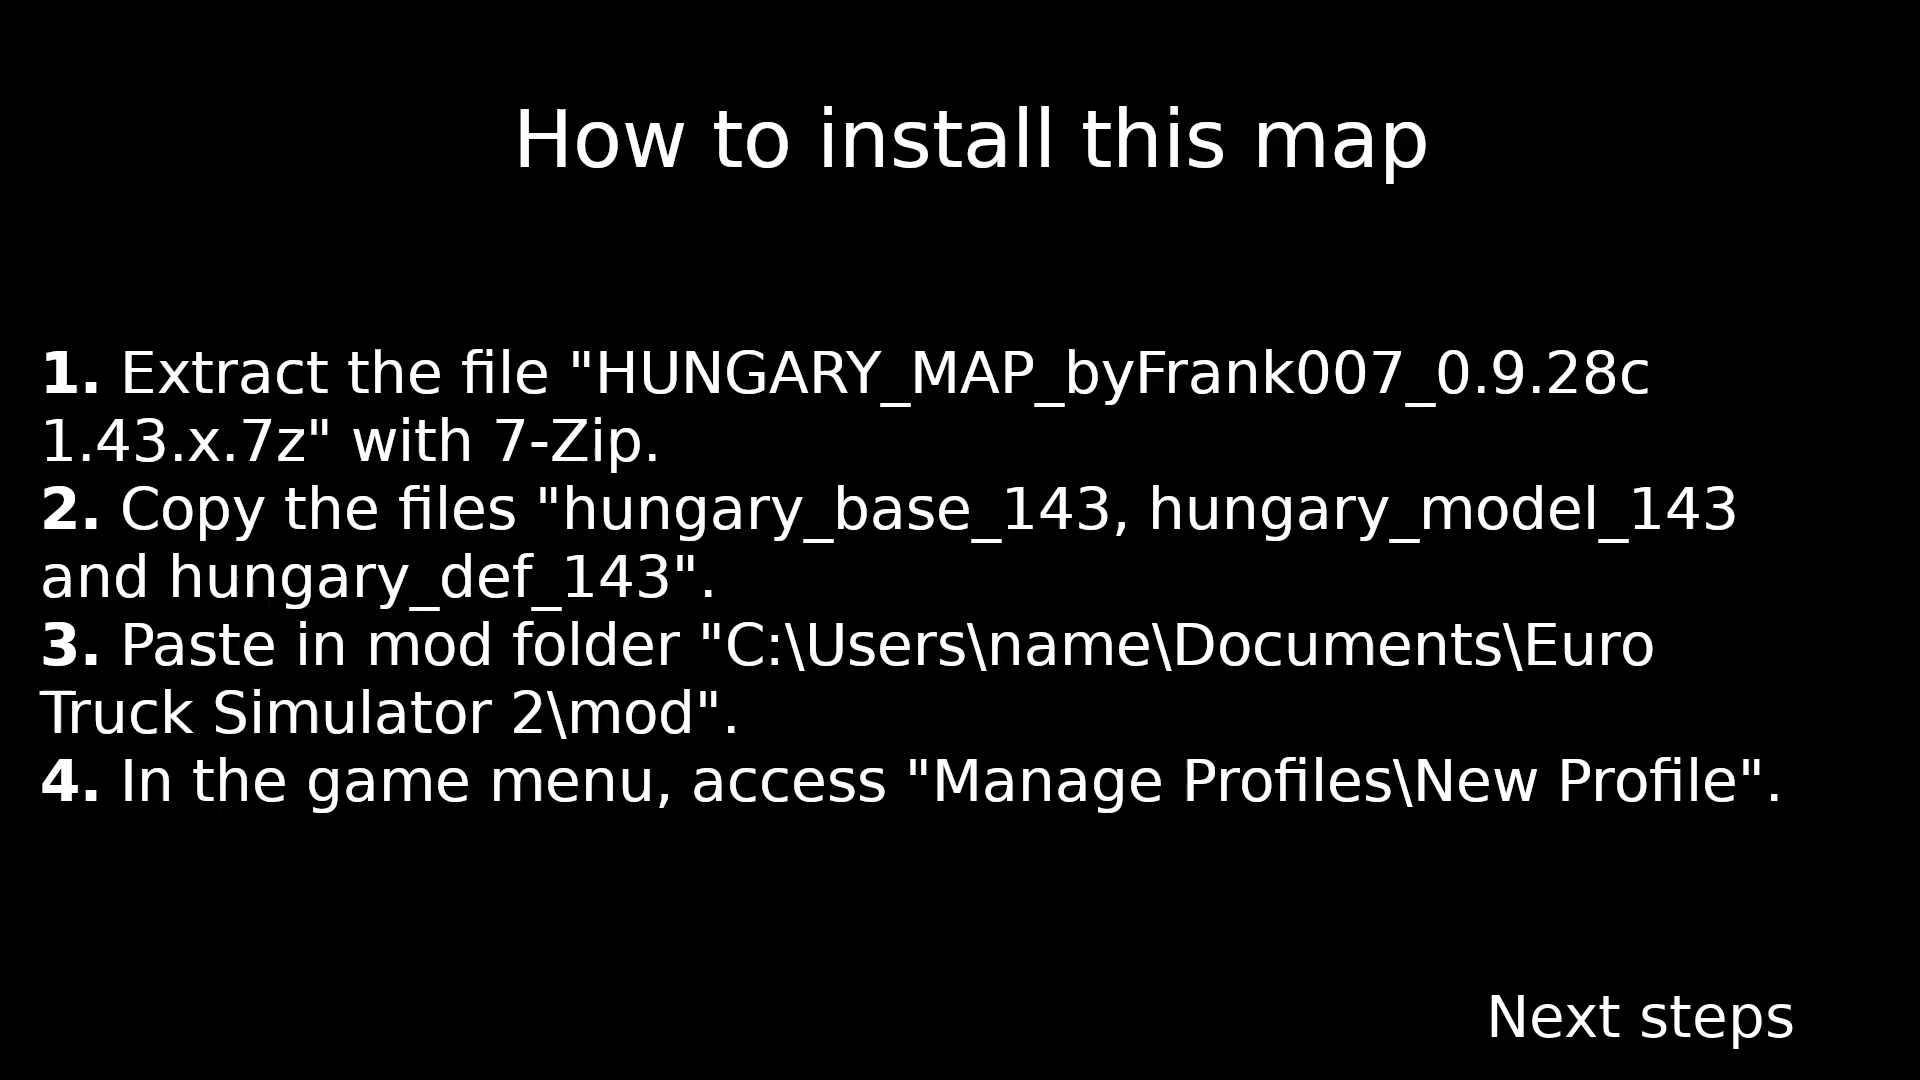 How to install this map
1. Extract the file "HUNGARY_MAP_byFrank007_0.9.28c
1.43.x.7z" with 7-Zip.
2. Copy the files "hungary_base_143, hungary_model_143
and hungary_def_143".
3. Paste in mod folder "C:\Users\name\Documents\Euro
Truck Simulator 2\mod".
4. In the game menu, access "Manage Profiles\New Profile".
Next steps